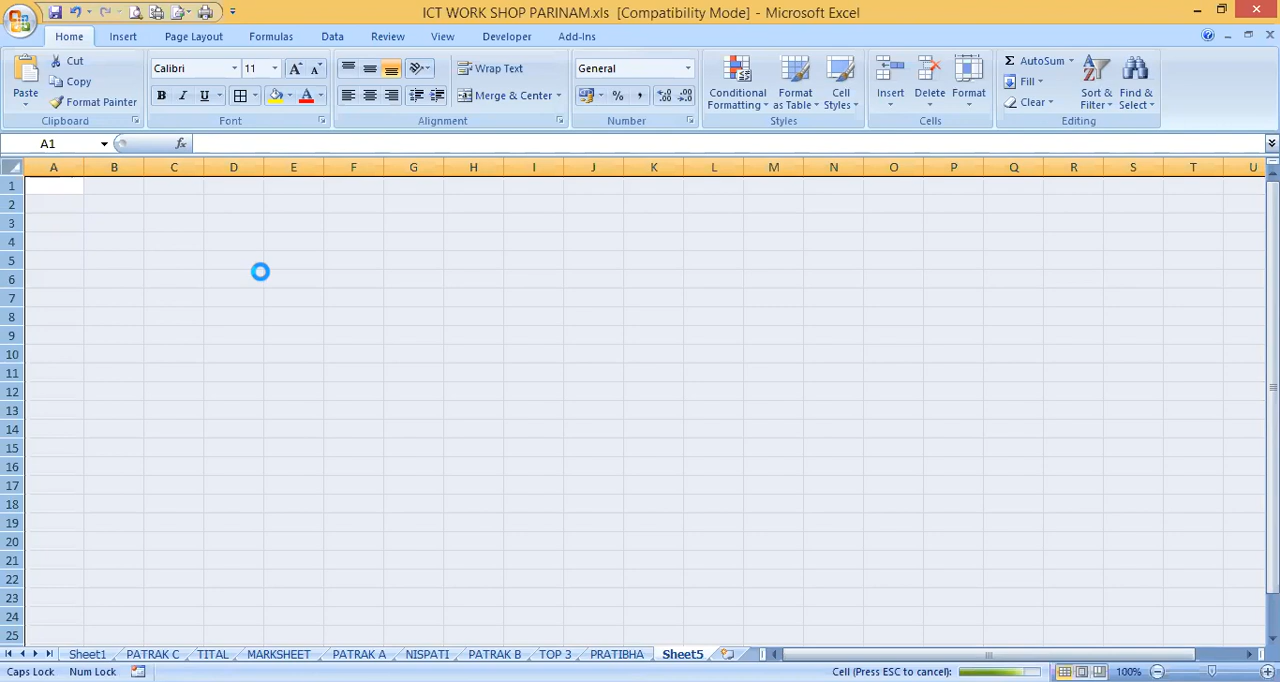 ICT WORK SHOP PARINAM.xls [Compatibility Mode] - Microsoft Excel
Home Insert Page Layout Formulas Data Review View Developer Add-Ins
Paste
Cut
Copy
Format Painter
Clipboard
Calibri 11
B I U
Font
Wrap Text
Merge & Center
Alignment
General
%
Number
Conditional Formatting
Format as Table
Cell Styles
Styles
Insert
Delete
Format
Cells
Σ AutoSum
Fill
Clear
Sort & Filter
Find & Select
Editing
A1 fx
A B C D E F G H I J K L M N O P Q R S T U
1
2
3
4
5
6
7
8
9
10
11
12
13
14
15
16
17
18
19
20
21
22
23
24
25
Sheet1 PATRAK C TITAL MARKSHEET PATRAK A NISPATI PATRAK B TOP 3 PRATIBHA Sheet5
Caps Lock Num Lock Cell (Press ESC to cancel): 100%